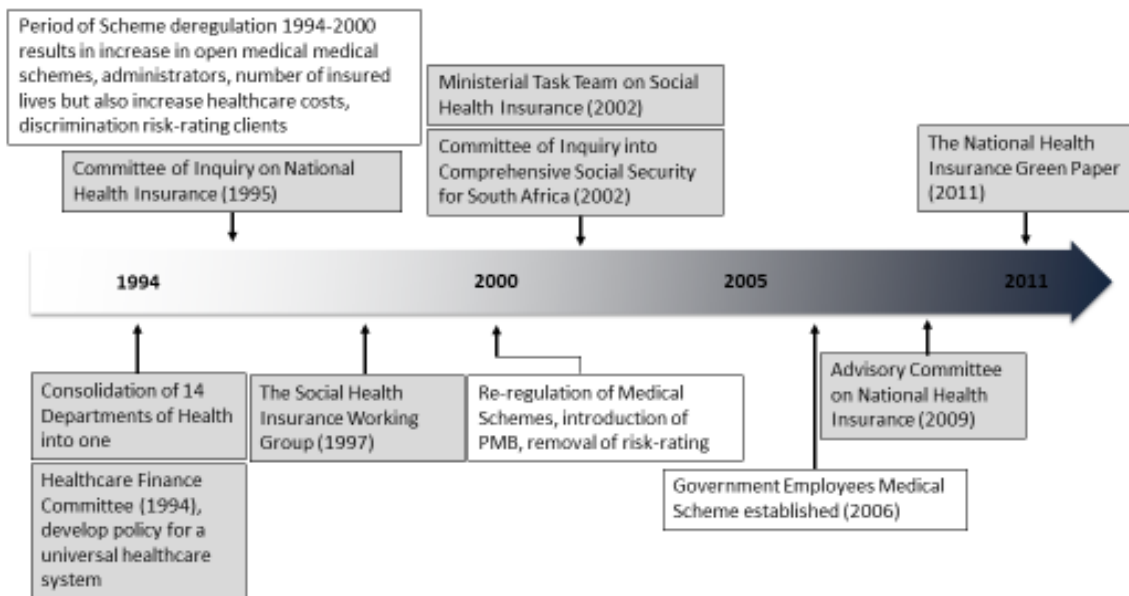 Period of Scheme deregulation 1994-2000
results in increase in open medical medical
schemes, administrators, number of insured
lives but also increase healthcare costs,
discrimination risk-rating clients
Committee of Inquiry on National
Health Insurance (1995)
Ministerial Task Team on Social
Health Insurance (2002)
Committee of Inquiry into
Comprehensive Social Security
for South Africa (2002)
The National Health
Insurance Green Paper
(2011)
1994
2000
2005
2011
Consolidation of 14
Departments of Health
into one
Healthcare Finance
Committee (1994),
develop policy for a
universal healthcare
system
The Social Health
Insurance Working
Group (1997)
Re-regulation of Medical
Schemes, introduction of
PMB, removal of risk-rating
Government Employees Medical
Scheme established (2006)
Advisory Committee
on National Health
Insurance (2009)